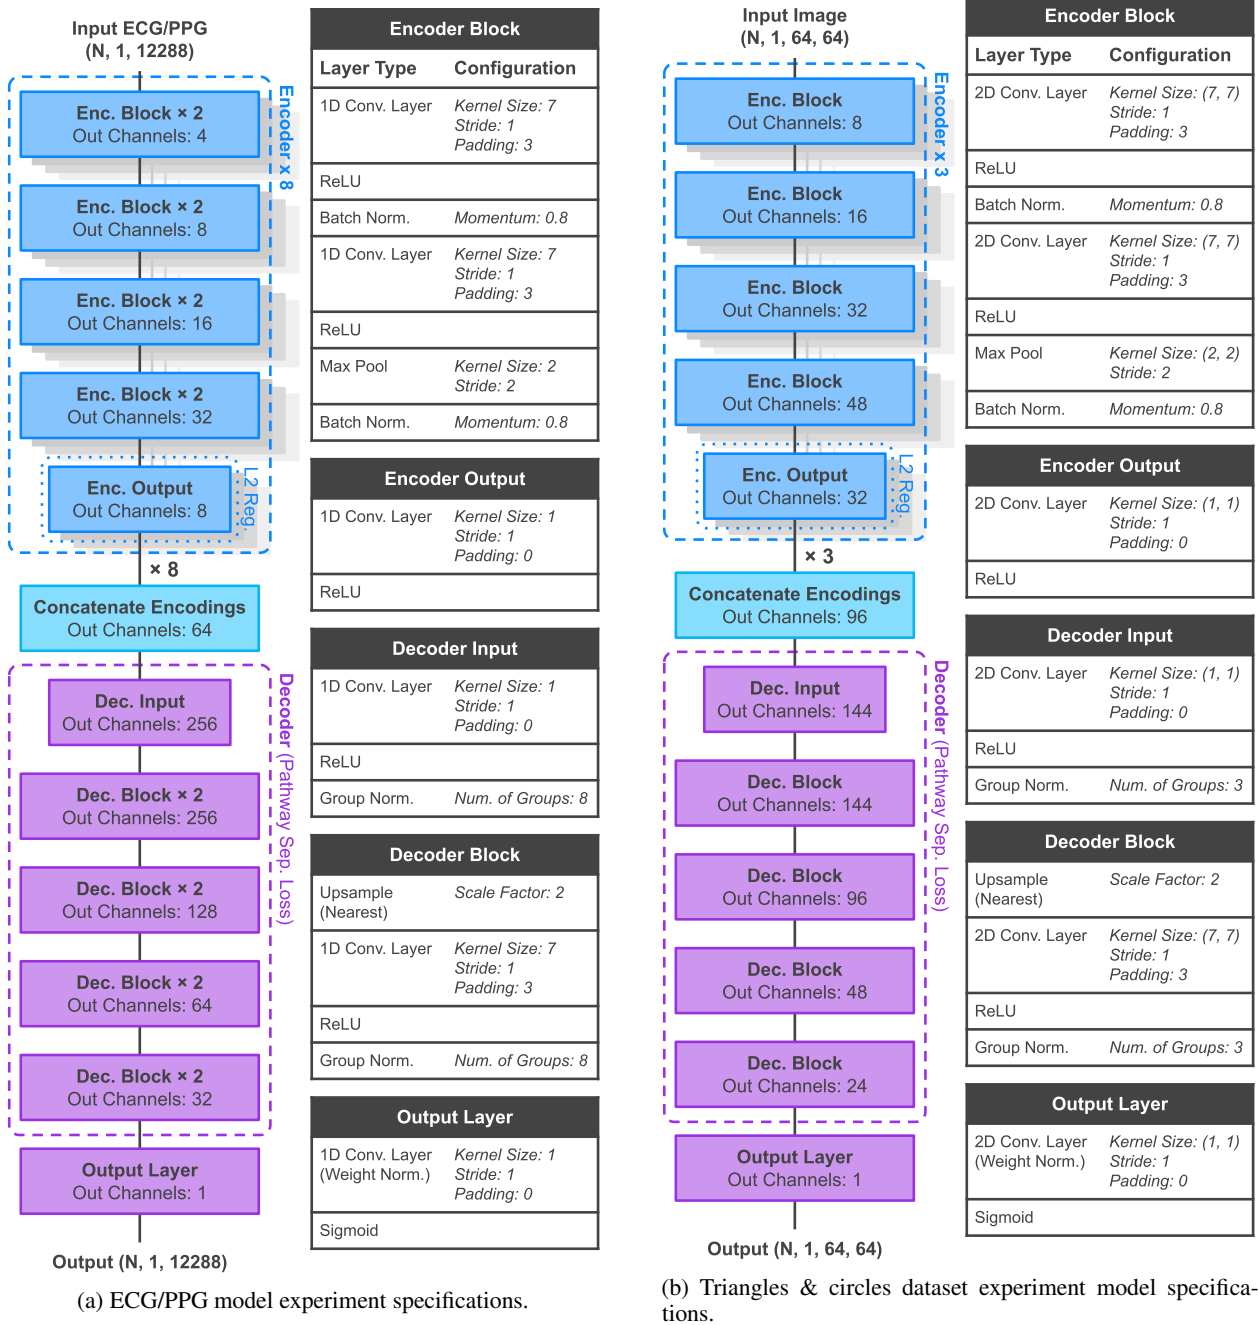 Input ECG/PPG
(N, 1, 12288)
Encoder x 8
Enc. Block × 2
Out Channels: 4
Enc. Block × 2
Out Channels: 8
Enc. Block × 2
Out Channels: 16
Enc. Block × 2
Out Channels: 32
L2 Reg.
Enc. Output
Out Channels: 8
× 8
Concatenate Encodings
Out Channels: 64
Decoder (Pathway Sep. Loss)
Dec. Input
Out Channels: 256
Dec. Block × 2
Out Channels: 256
Dec. Block × 2
Out Channels: 128
Dec. Block × 2
Out Channels: 64
Dec. Block × 2
Out Channels: 32
Output Layer
Out Channels: 1
Output (N, 1, 12288)
Encoder Block
Layer Type Configuration
1D Conv. Layer Kernel Size: 7
Stride: 1
Padding: 3
ReLU
Batch Norm. Momentum: 0.8
1D Conv. Layer Kernel Size: 7
Stride: 1
Padding: 3
ReLU
Max Pool Kernel Size: 2
Stride: 2
Batch Norm. Momentum: 0.8
Encoder Output
1D Conv. Layer Kernel Size: 1
Stride: 1
Padding: 0
ReLU
Decoder Input
1D Conv. Layer Kernel Size: 1
Stride: 1
Padding: 0
ReLU
Group Norm. Num. of Groups: 8
Decoder Block
Upsample Scale Factor: 2
(Nearest)
1D Conv. Layer Kernel Size: 7
Stride: 1
Padding: 3
ReLU
Group Norm. Num. of Groups: 8
Output Layer
1D Conv. Layer Kernel Size: 1
(Weight Norm.) Stride: 1
Padding: 0
Sigmoid
(a) ECG/PPG model experiment specifications.
Input Image
(N, 1, 64, 64)
Encoder x 3
Enc. Block
Out Channels: 8
Enc. Block
Out Channels: 16
Enc. Block
Out Channels: 32
Enc. Block
Out Channels: 48
L2 Reg.
Enc. Output
Out Channels: 32
× 3
Concatenate Encodings
Out Channels: 96
Decoder (Pathway Sep. Loss)
Dec. Input
Out Channels: 144
Dec. Block
Out Channels: 144
Dec. Block
Out Channels: 96
Dec. Block
Out Channels: 48
Dec. Block
Out Channels: 24
Output Layer
Out Channels: 1
Output (N, 1, 64, 64)
Encoder Block
Layer Type Configuration
2D Conv. Layer Kernel Size: (7, 7)
Stride: 1
Padding: 3
ReLU
Batch Norm. Momentum: 0.8
2D Conv. Layer Kernel Size: (7, 7)
Stride: 1
Padding: 3
ReLU
Max Pool Kernel Size: (2, 2)
Stride: 2
Batch Norm. Momentum: 0.8
Encoder Output
2D Conv. Layer Kernel Size: (1, 1)
Stride: 1
Padding: 0
ReLU
Decoder Input
2D Conv. Layer Kernel Size: (1, 1)
Stride: 1
Padding: 0
ReLU
Group Norm. Num. of Groups: 3
Decoder Block
Upsample Scale Factor: 2
(Nearest)
2D Conv. Layer Kernel Size: (7, 7)
Stride: 1
Padding: 3
ReLU
Group Norm. Num. of Groups: 3
Output Layer
2D Conv. Layer Kernel Size: (1, 1)
(Weight Norm.) Stride: 1
Padding: 0
Sigmoid
(b) Triangles & circles dataset experiment model specifica-
tions.